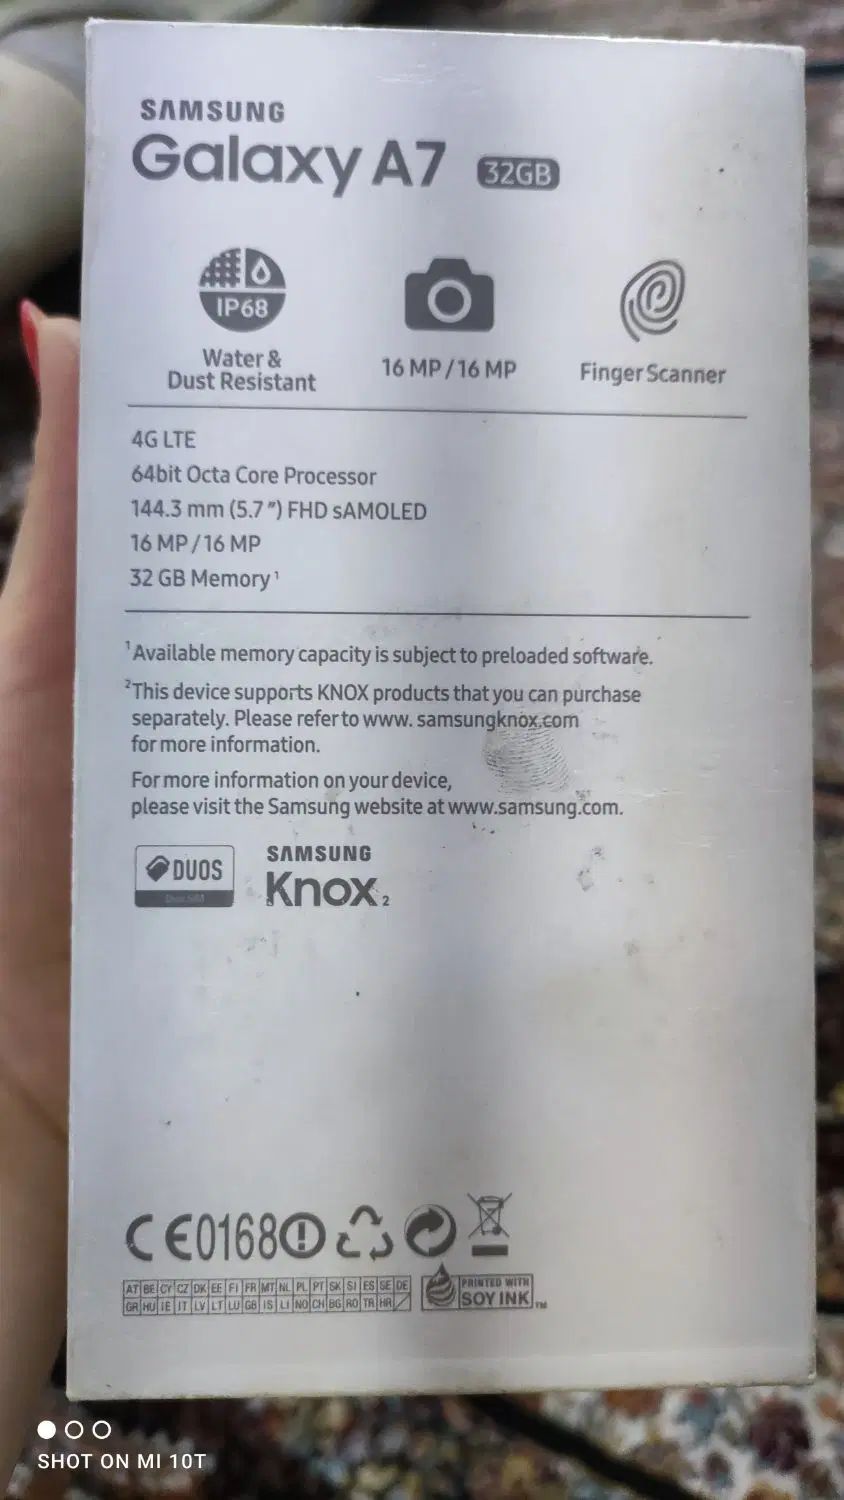 SAMSUNG
Galaxy A7 32GB
IP68
Water &
Dust Resistant
16 MP / 16 MP
Finger Scanner
4G LTE
64bit Octa Core Processor
144.3 mm (5.7") FHD sAMOLED
16 MP / 16 MP
32 GB Memory¹
¹Available memory capacity is subject to preloaded software.
²This device supports KNOX products that you can purchase
separately. Please refer to www. samsungknox.com
for more information.
For more information on your device,
please visit the Samsung website at www.samsung.com.
DUOS
Dual SIM
SAMSUNG
Knox 2
CE0168
AT BE CY CZ DK EE FI FR MT NL PL PT SK SI ES SE DE
GR HU IE IT LV LT LU GB IS LI NO CH BG RO TR HR
PRINTED WITH
SOY INK TM
SHOT ON MI 10T